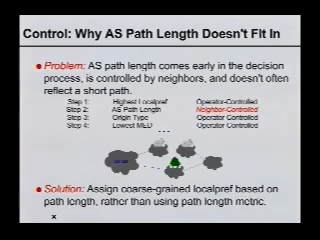 Control: Why AS Path Length Doesn't Fit In
Problem: AS path length comes early in the decision
process, is controlled by neighbors, and doesn't often
reflect a short path.
Step 1: Highest Localpref Operator-Controlled
Step 2: AS Path Length Neighbor-Controlled
Step 3: Origin Type Operator Controlled
Step 4: Lowest MED Operator Controlled
...
Solution: Assign coarse-grained localpref based on
path length, rather than using path length metric.